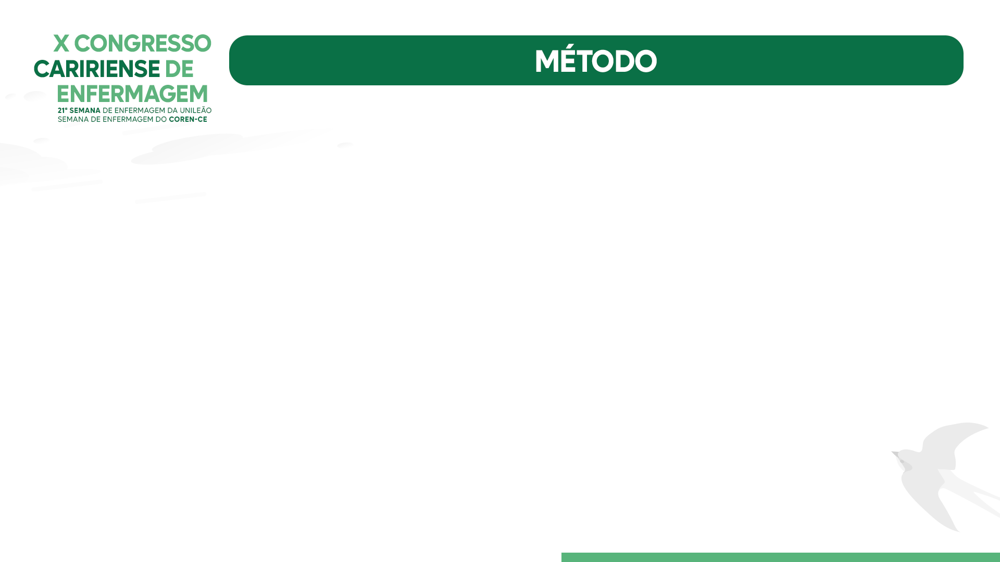 X CONGRESSO
CARIRIENSE DE
ENFERMAGEM
21ª SEMANA DE ENFERMAGEM DA UNILEÃO
SEMANA DE ENFERMAGEM DO COREN-CE
MÉTODO